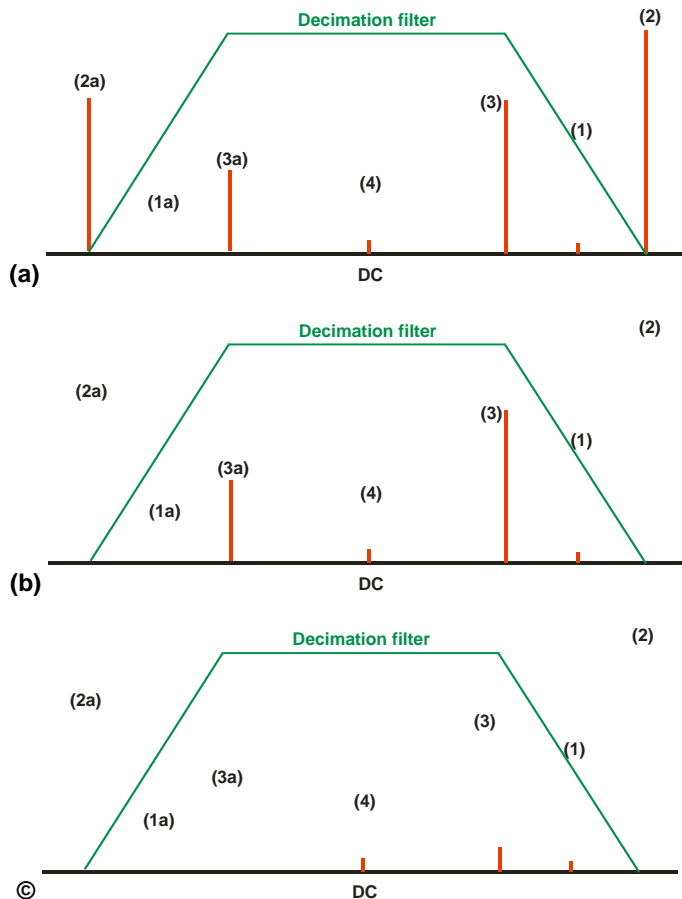 Decimation filter
(2)
(2a)
(3)
(1)
(3a)
(4)
(1a)
(a)
DC
Decimation filter
(2)
(2a)
(3)
(1)
(3a)
(4)
(1a)
(b)
DC
Decimation filter
(2)
(2a)
(3)
(1)
(3a)
(4)
(1a)
©
DC